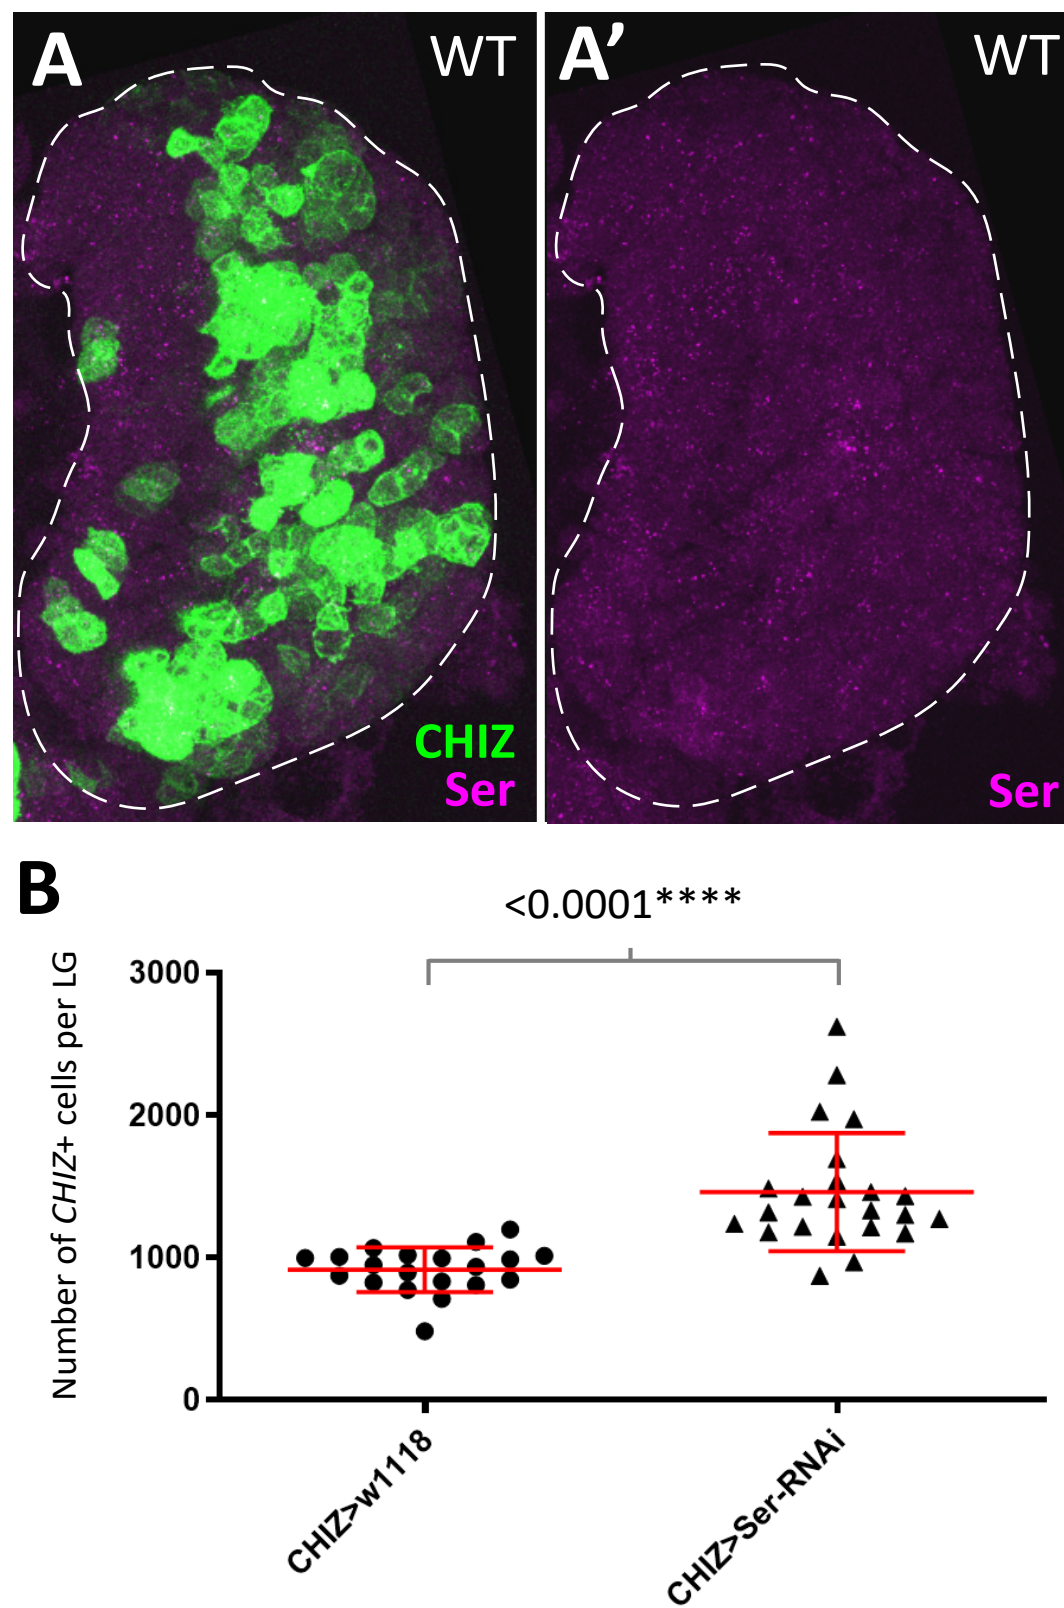 A
WT
A’
WT
CHIZ
Ser
Ser
B
<0.0001****
Number of CHIZ+ cells per LG
3000
2000
1000
0
CHIZ>w1118
CHIZ>Ser-RNAi